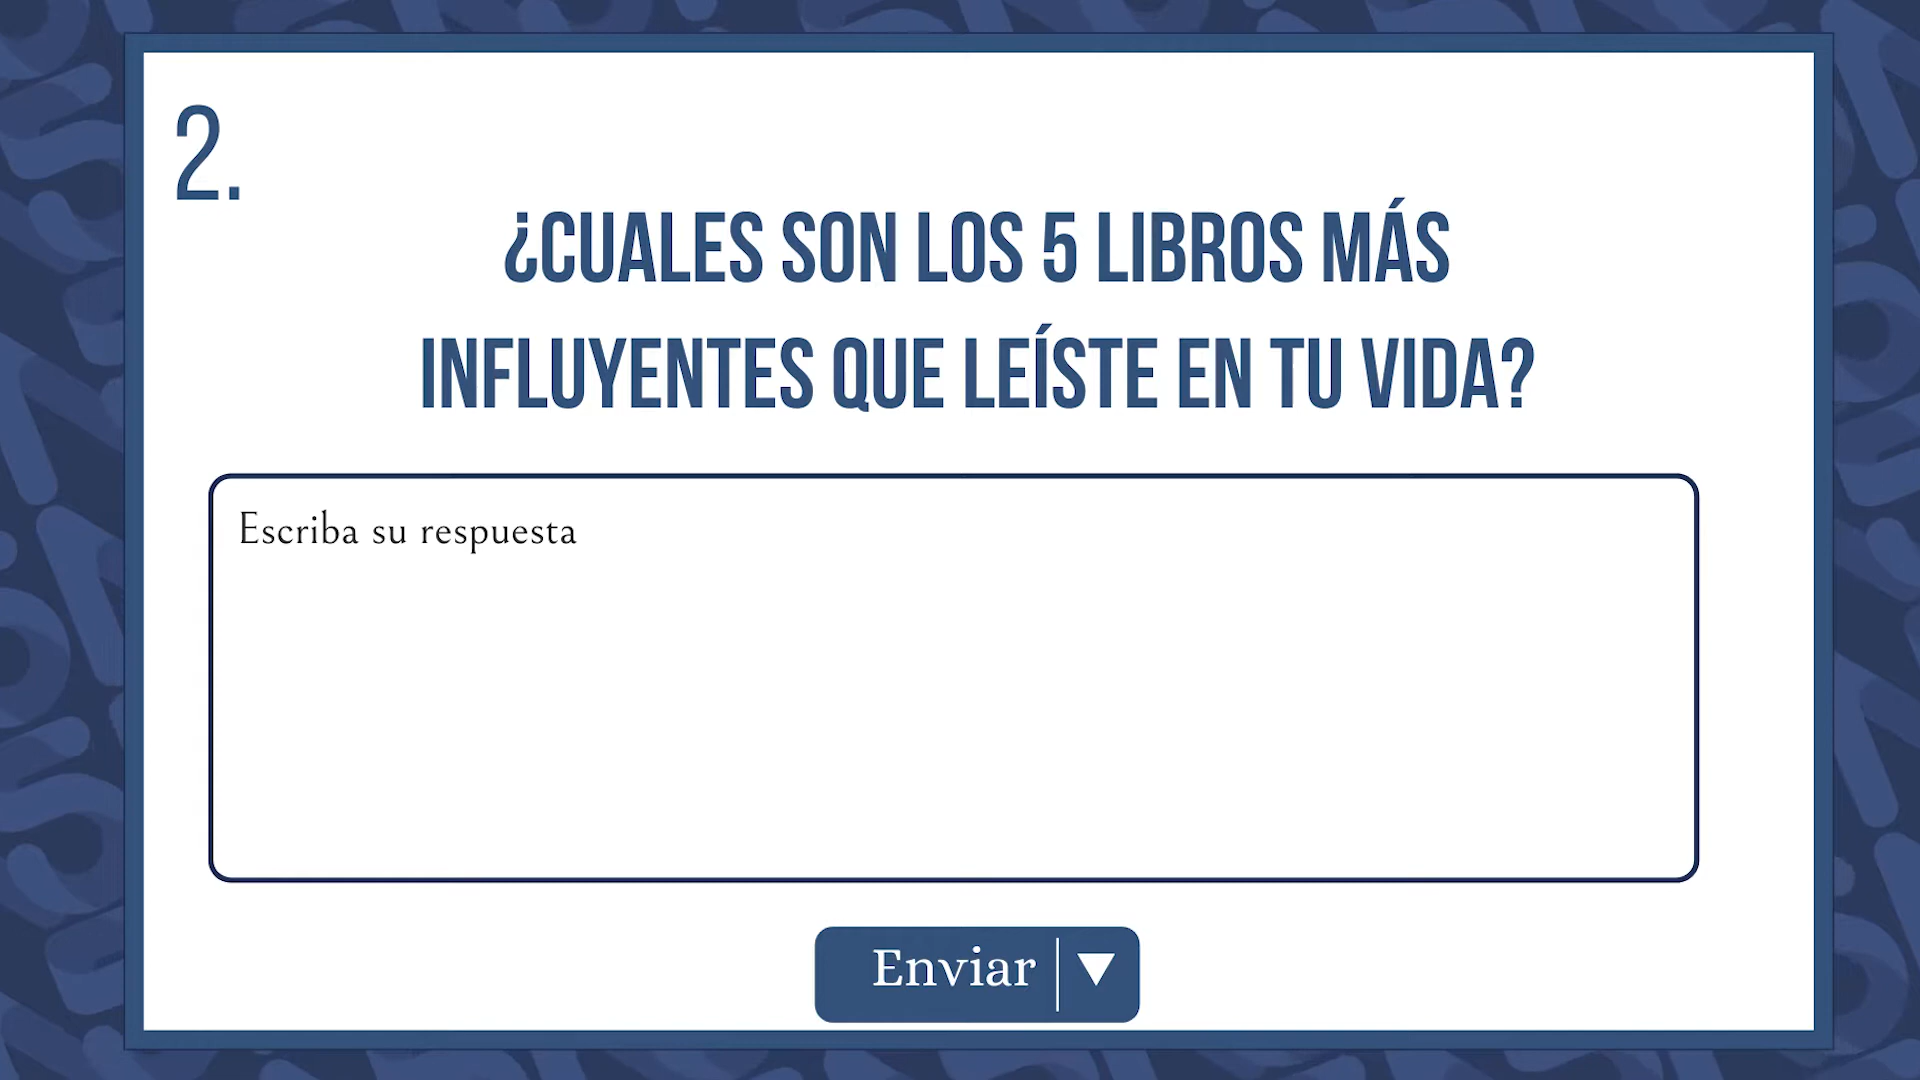 2.
¿CUALES SON LOS 5 LIBROS MÁS
INFLUYENTES QUE LEÍSTE EN TU VIDA?
Escriba su respuesta
Enviar